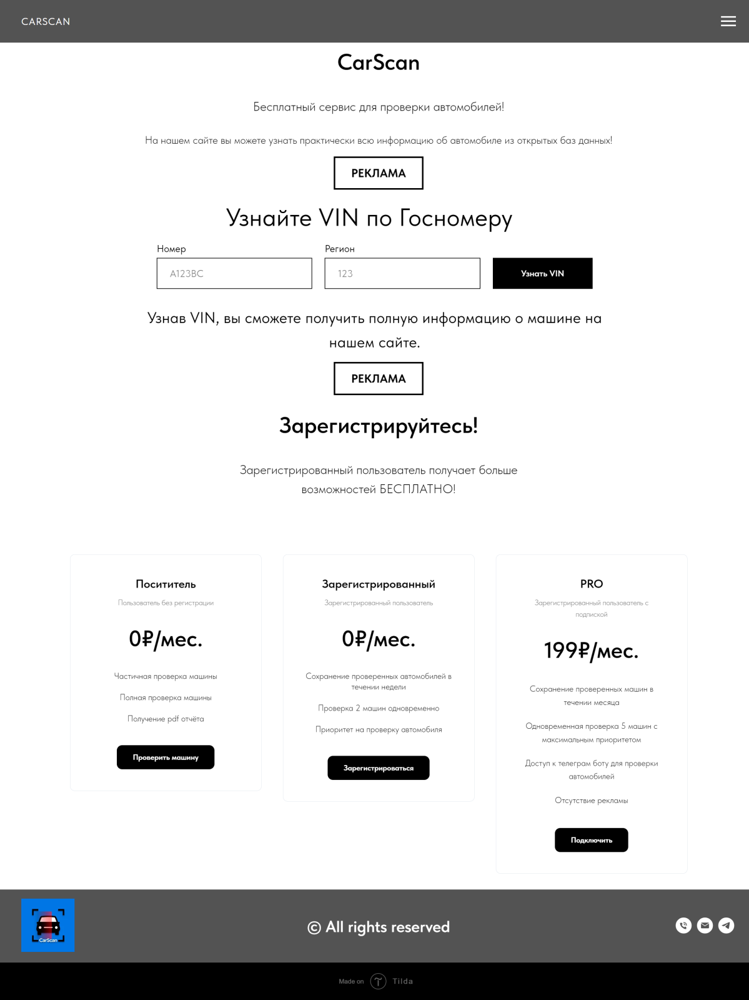 CARSCAN
CarScan
Бесплатный сервис для проверки автомобилей!
На нашем сайте вы можете узнать практически всю информацию об автомобиле из открытых баз данных!
РЕКЛАМА
Узнайте VIN по Госномеру
Номер
Регион
А123ВС
123
Узнать VIN
Узнав VIN, вы сможете получить полную информацию о машине на
нашем сайте.
РЕКЛАМА
Зарегистрируйтесь!
Зарегистрированный пользователь получает больше
возможностей БЕСПЛАТНО!
Посититель
Пользователь без регистрации
0₽/мес.
Частичная проверка машины
Полная проверка машины
Получение pdf отчёта
Проверить машину
Зарегистрированный
Зарегистрированный пользователь
0₽/мес.
Сохранение проверенных автомобилей в
течении недели
Проверка 2 машин одновременно
Приоритет на проверку автомобиля
Зарегистрироваться
PRO
Зарегистрированный пользователь с
подпиской
199₽/мес.
Сохранение проверенных машин в
течении месяца
Одновременная проверка 5 машин с
максимальным приоритетом
Доступ к телеграм боту для проверки
автомобилей
Отсутствие рекламы
Подключить
CarScan
© All rights reserved
Made on Tilda